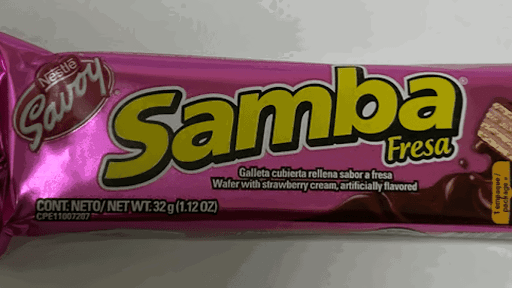 Nestlé
Savoy
Samba
Fresa
Galleta cubierta rellena sabor a fresa
Wafer with strawberry cream, artificially flavored
CONT. NETO/ NET WT. 32 g (1.12 OZ)
CPE11007207
1 empaque /
package =